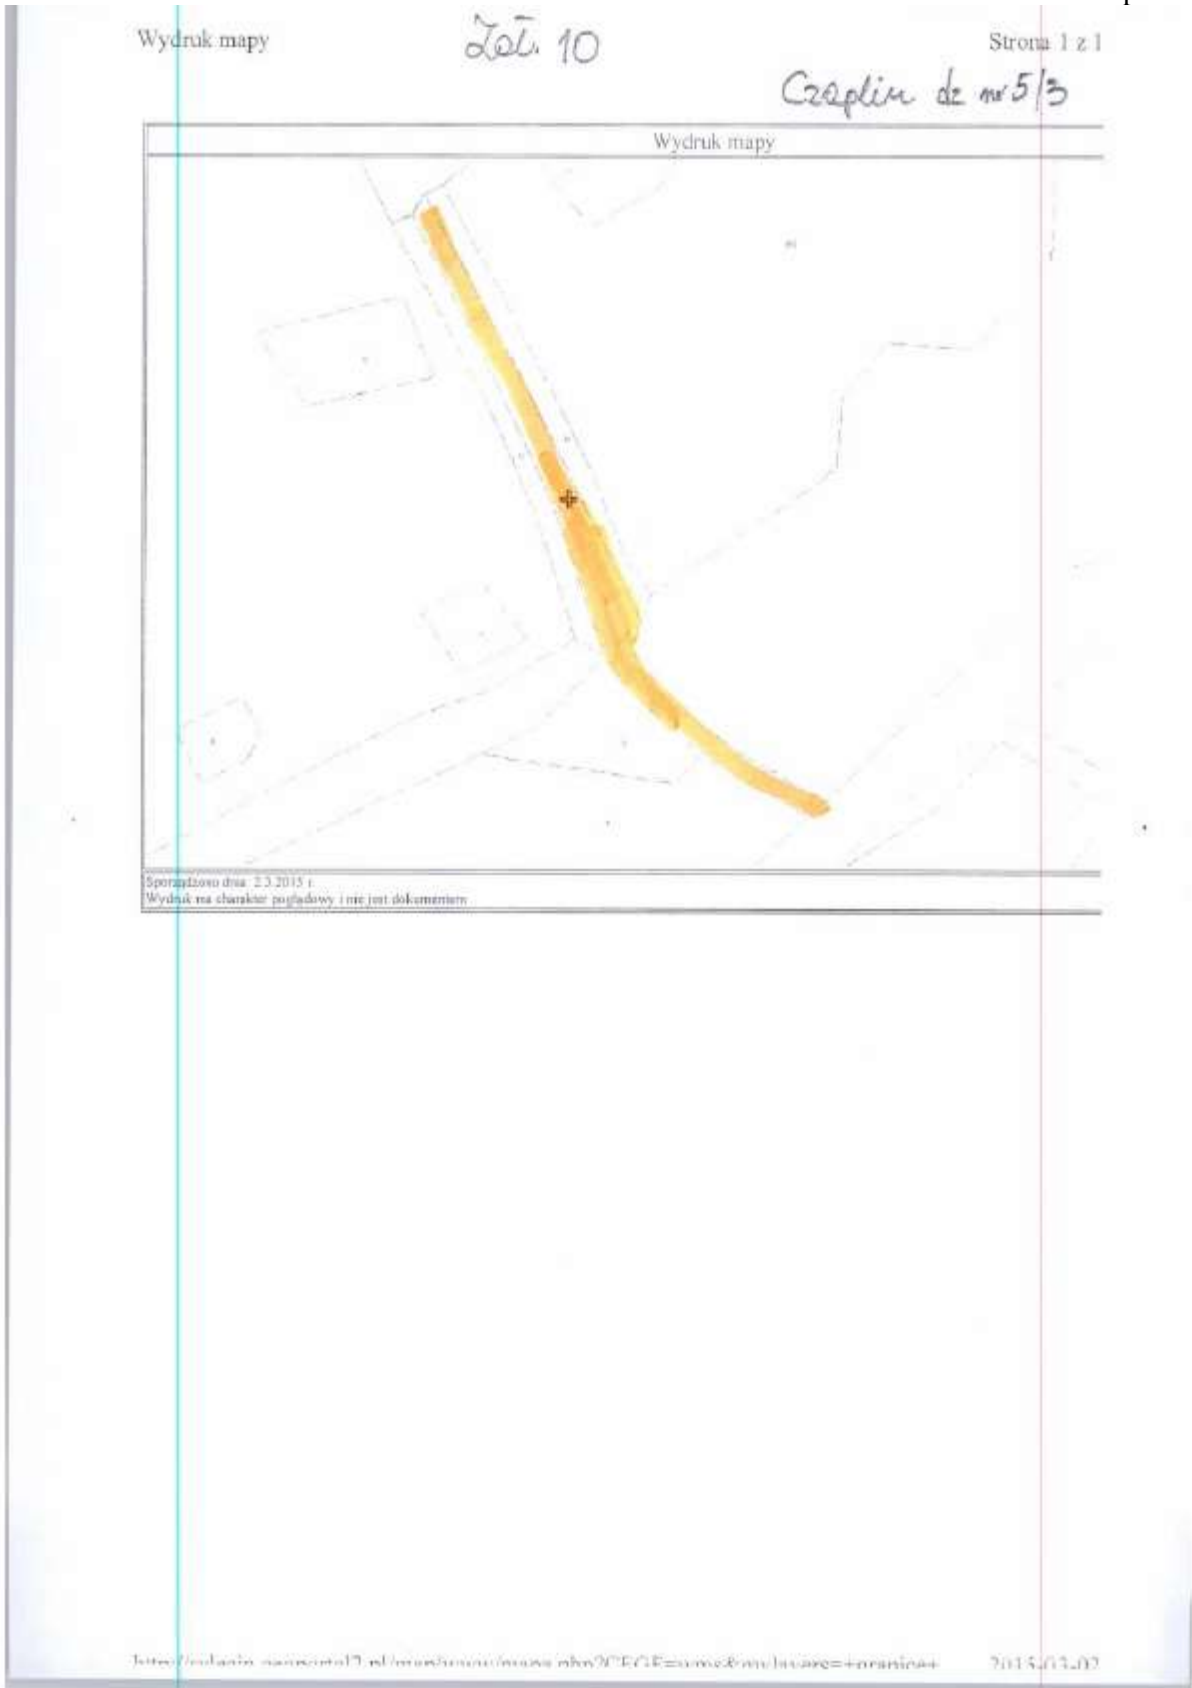 Wydruk mapy
Zał. 10
Strona 1 z 1
Czaplin dz nr 5/3
Wydruk mapy
Sporządzono dnia: 2.3.2015 r.
Wydruk ma charakter poglądowy i nie jest dokumentem
2015-03-02